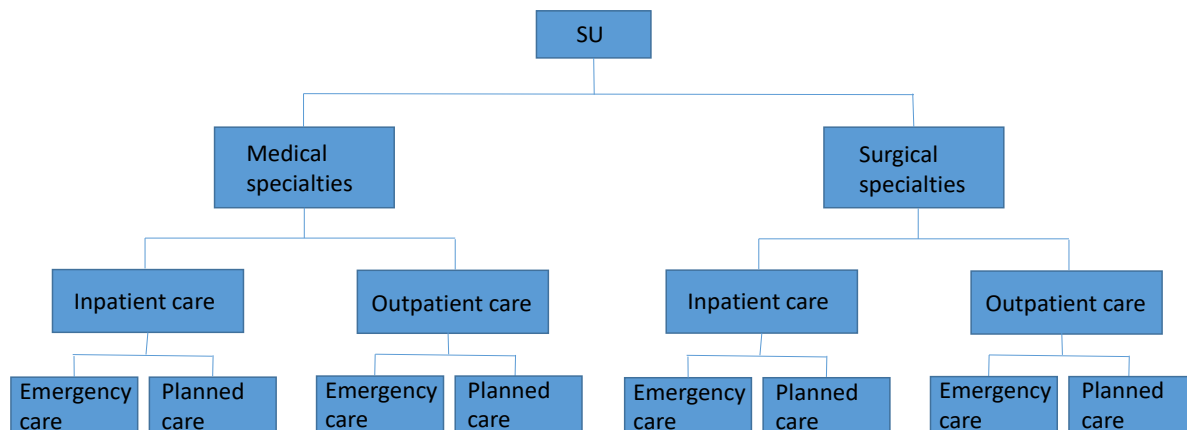 SU
Medical
specialties
Surgical
specialties
Inpatient care
Outpatient care
Inpatient care
Outpatient care
Emergency
care
Planned
care
Emergency
care
Planned
care
Emergency
care
Planned
care
Emergency
care
Planned
care